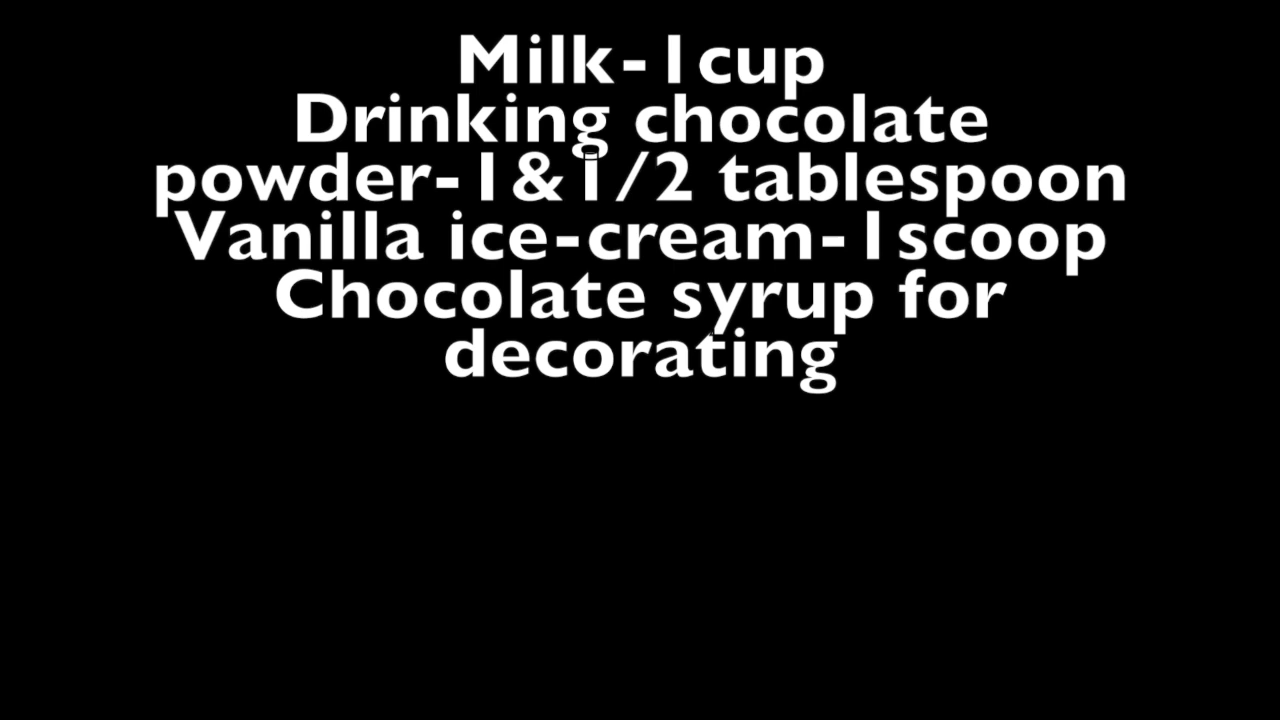 Milk-1cup
Drinking chocolate
powder-1&1/2 tablespoon
Vanilla ice-cream-1scoop
Chocolate syrup for
decorating